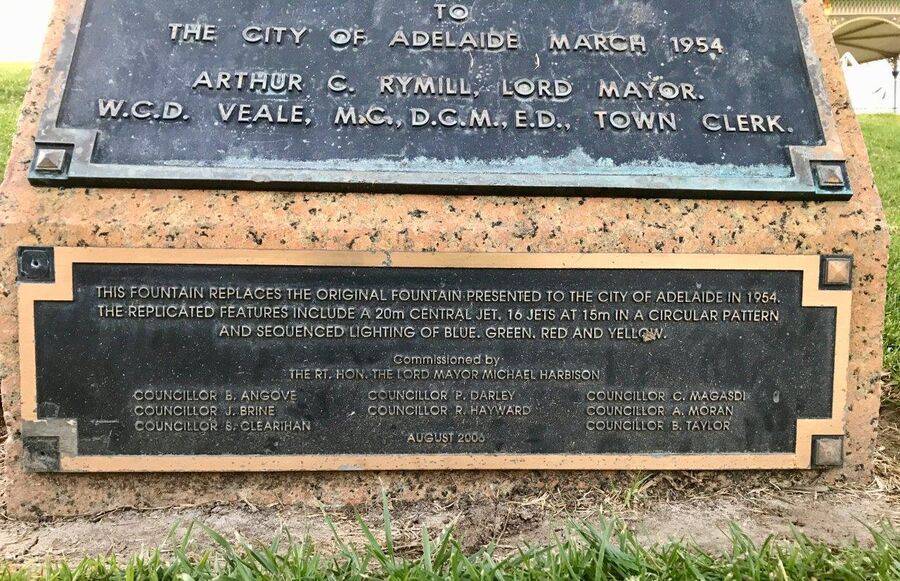 TO
THE CITY OF ADELAIDE MARCH 1954
ARTHUR C. RYMILL, LORD MAYOR.
W.C.D. VEALE, M.C., D.C.M., E.D., TOWN CLERK.
THIS FOUNTAIN REPLACES THE ORIGINAL FOUNTAIN PRESENTED TO THE CITY OF ADELAIDE IN 1954.
THE REPLICATED FEATURES INCLUDE A 20m CENTRAL JET, 16 JETS AT 15m IN A CIRCULAR PATTERN
AND SEQUENCED LIGHTING OF BLUE, GREEN, RED AND YELLOW.
Commissioned by
THE RT. HON. THE LORD MAYOR MICHAEL HARBISON
COUNCILLOR B. ANGOVE COUNCILLOR P. DARLEY COUNCILLOR C. MAGASDI
COUNCILLOR J. BRINE COUNCILLOR R. HAYWARD COUNCILLOR A. MORAN
COUNCILLOR S. CLEARIHAN COUNCILLOR B. TAYLOR
AUGUST 2006